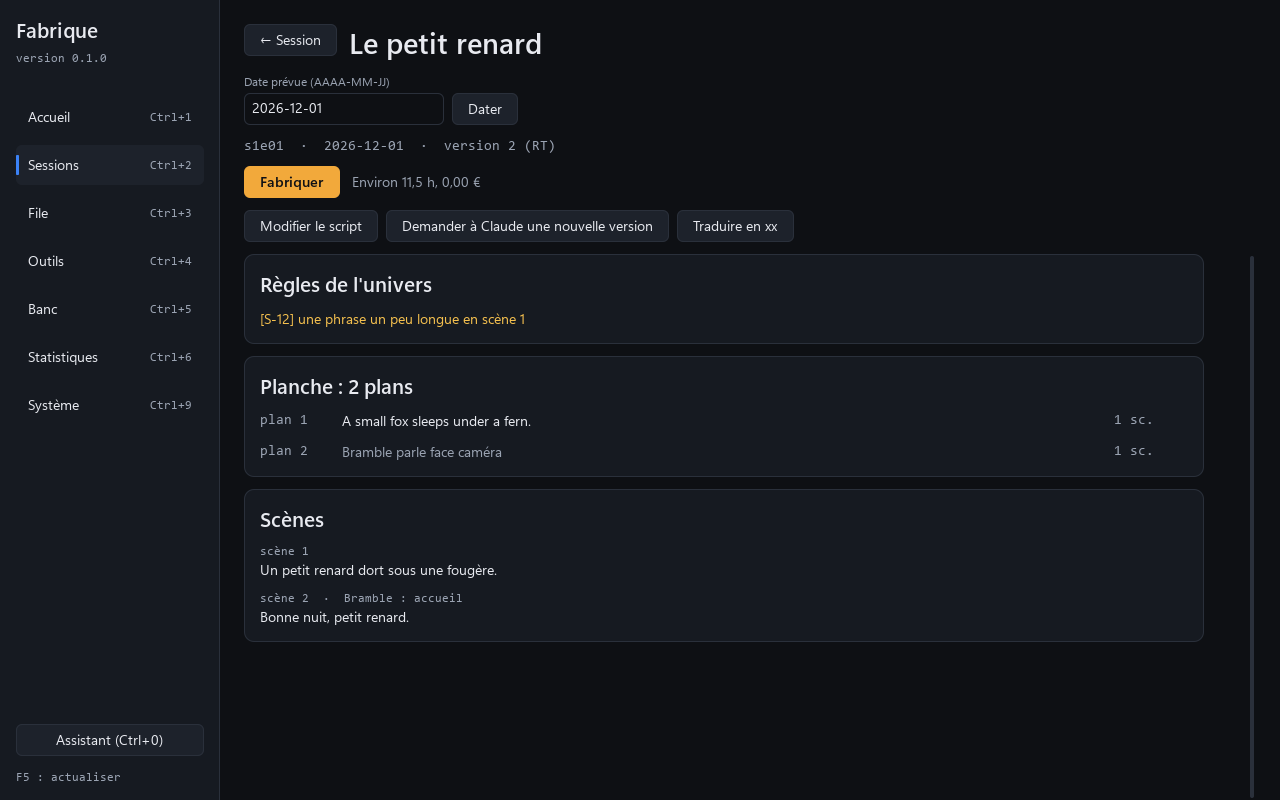 Fabrique
version 0.1.0
Accueil Ctrl+1
Sessions Ctrl+2
File Ctrl+3
Outils Ctrl+4
Banc Ctrl+5
Statistiques Ctrl+6
Système Ctrl+9
Assistant (Ctrl+0)
F5 : actualiser
← Session
Le petit renard
Date prévue (AAAA-MM-JJ)
2026-12-01
Dater
s1e01 · 2026-12-01 · version 2 (RT)
Fabriquer
Environ 11,5 h, 0,00 €
Modifier le script
Demander à Claude une nouvelle version
Traduire en xx
Règles de l'univers
[S-12] une phrase un peu longue en scène 1
Planche : 2 plans
plan 1 A small fox sleeps under a fern. 1 sc.
plan 2 Bramble parle face caméra 1 sc.
Scènes
scène 1
Un petit renard dort sous une fougère.
scène 2 · Bramble : accueil
Bonne nuit, petit renard.